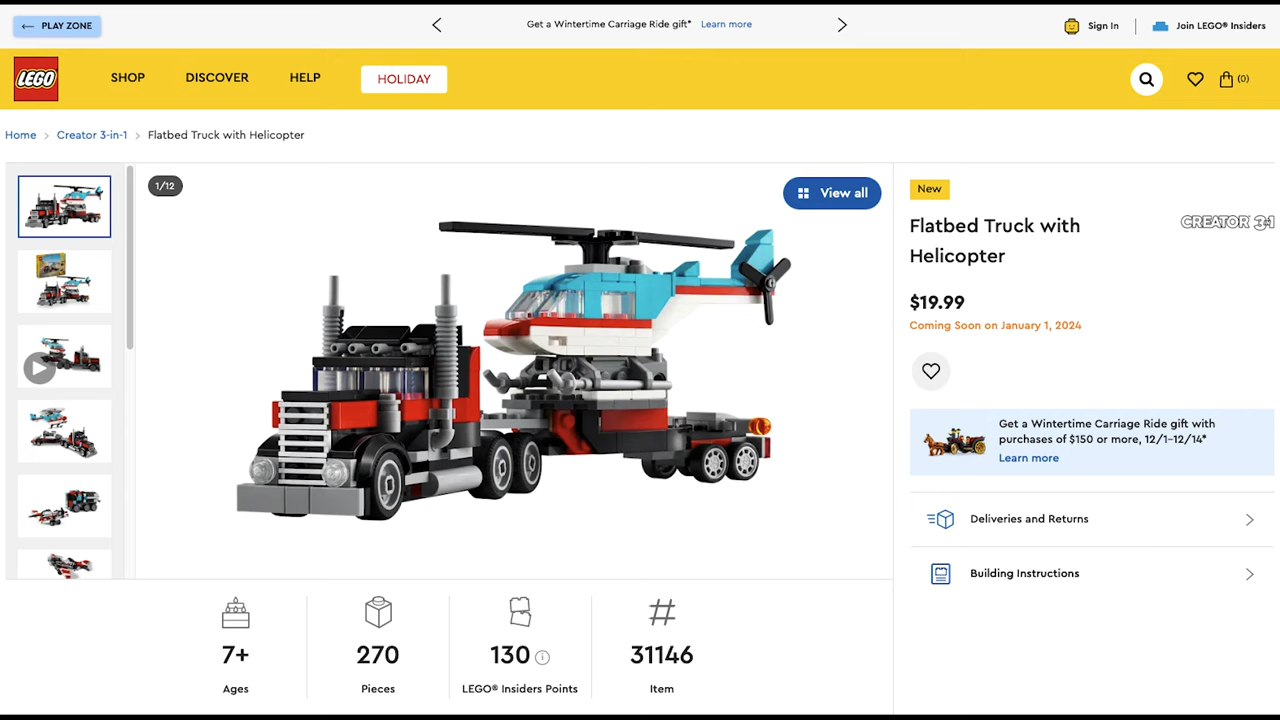 ← PLAY ZONE
Get a Wintertime Carriage Ride gift* Learn more
Sign In
Join LEGO® Insiders
LEGO
SHOP DISCOVER HELP HOLIDAY
(0)
Home > Creator 3-in-1 > Flatbed Truck with Helicopter
1/12
View all
New
Flatbed Truck with
Helicopter
CREATOR 3in1
$19.99
Coming Soon on January 1, 2024
Get a Wintertime Carriage Ride gift with
purchases of $150 or more, 12/1–12/14*
Learn more
Deliveries and Returns
Building Instructions
7+
Ages
270
Pieces
130
LEGO® Insiders Points
#
31146
Item